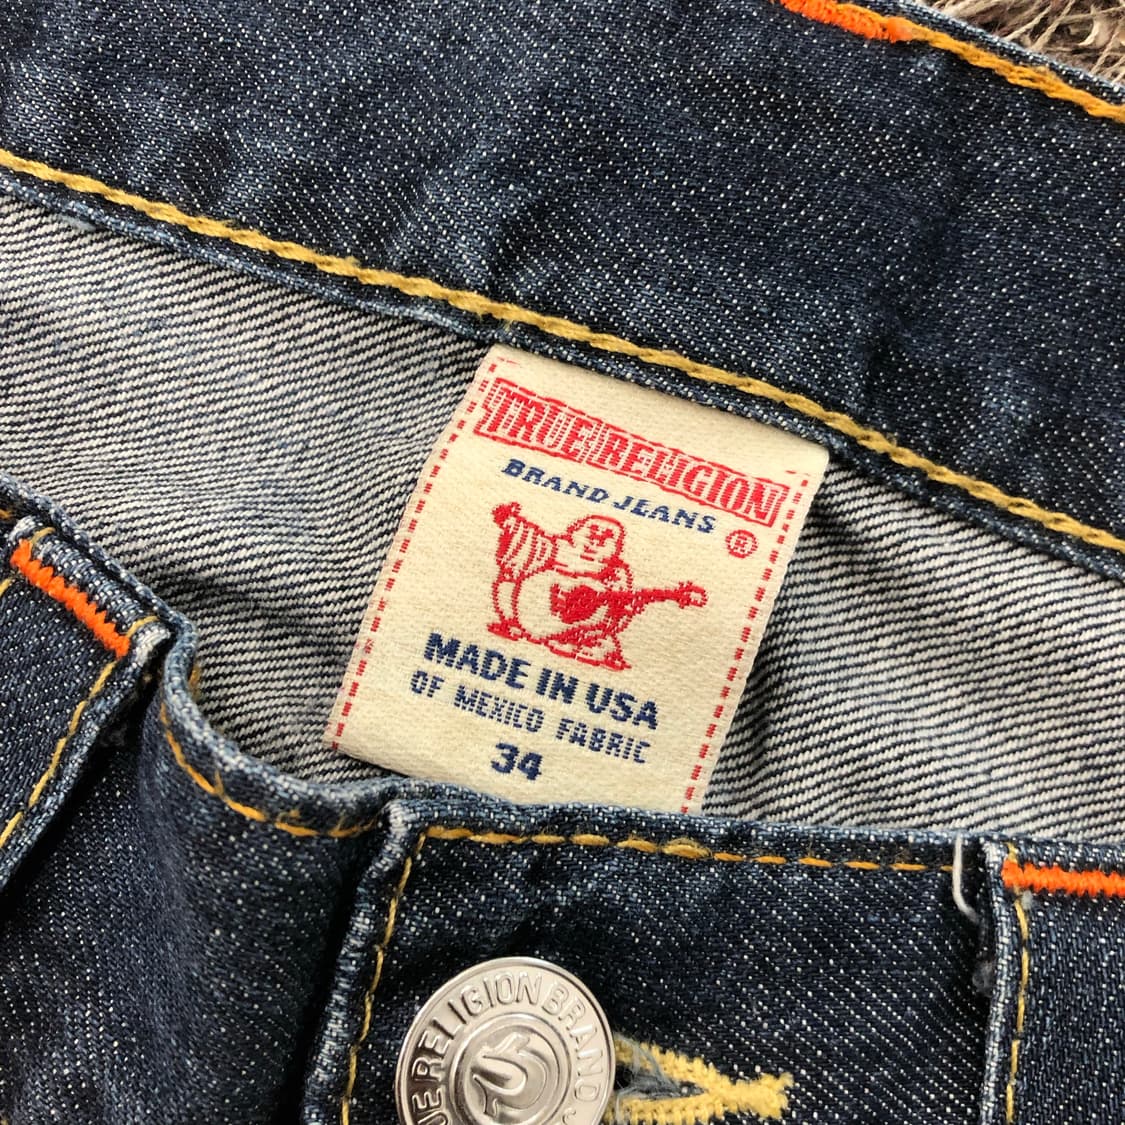 TRUE RELIGION
BRAND JEANS
®
MADE IN USA
OF MEXICO FABRIC
34
RELIGION BRAND